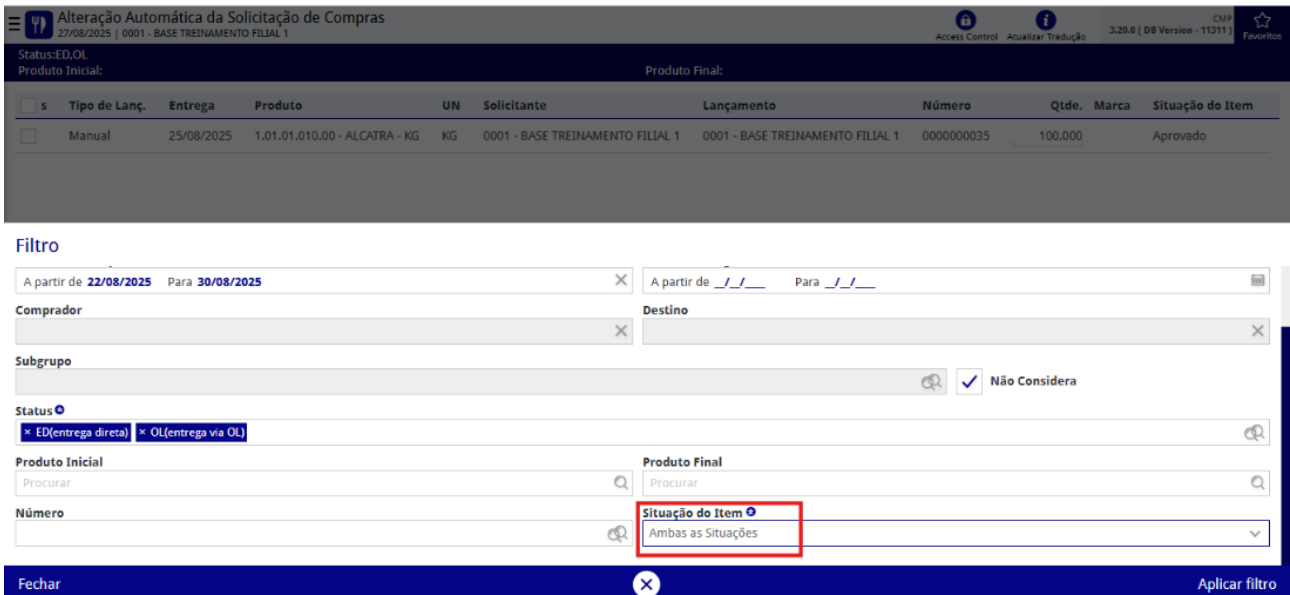 Alteração Automática da Solicitação de Compras
27/08/2025 | 0001 - BASE TREINAMENTO FILIAL 1
Access Control
Atualizar Tradução
CMP
3.20.0 ( DB Version - 11311 )
Favoritos
Status:ED,OL
Produto Inicial:
Produto Final:
s Tipo de Lanç. Entrega Produto UN Solicitante Lançamento Número Qtde. Marca Situação do Item
Manual 25/08/2025 1.01.01.010.00 - ALCATRA - KG KG 0001 - BASE TREINAMENTO FILIAL 1 0001 - BASE TREINAMENTO FILIAL 1 0000000035 100,000 Aprovado
Filtro
A partir de 22/08/2025 Para 30/08/2025
A partir de _/_/___ Para _/_/___
Comprador
Destino
Subgrupo
Não Considera
Status
× ED(entrega direta) × OL(entrega via OL)
Produto Inicial
Produto Final
Procurar
Procurar
Número
Situação do Item
Ambas as Situações
Fechar
Aplicar filtro